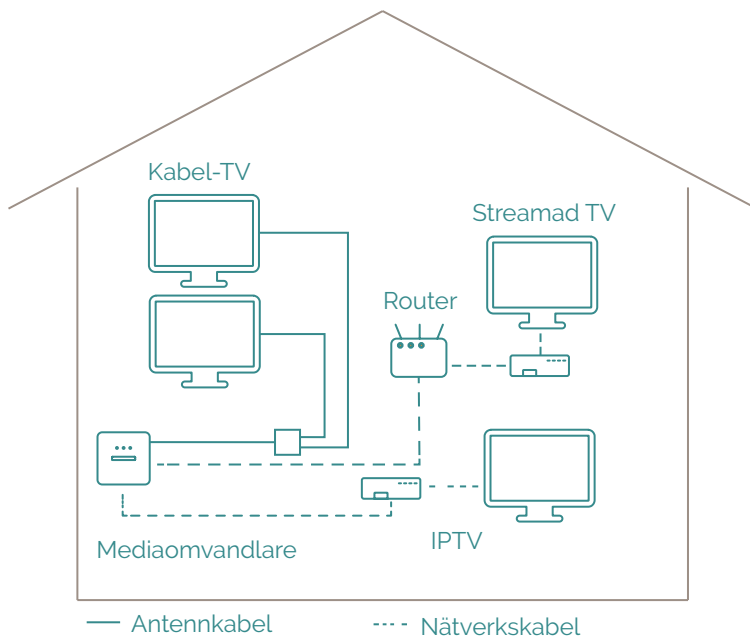 Kabel-TV
Streamad TV
Router
IPTV
Mediaomvandlare
Antennkabel
Nätverkskabel